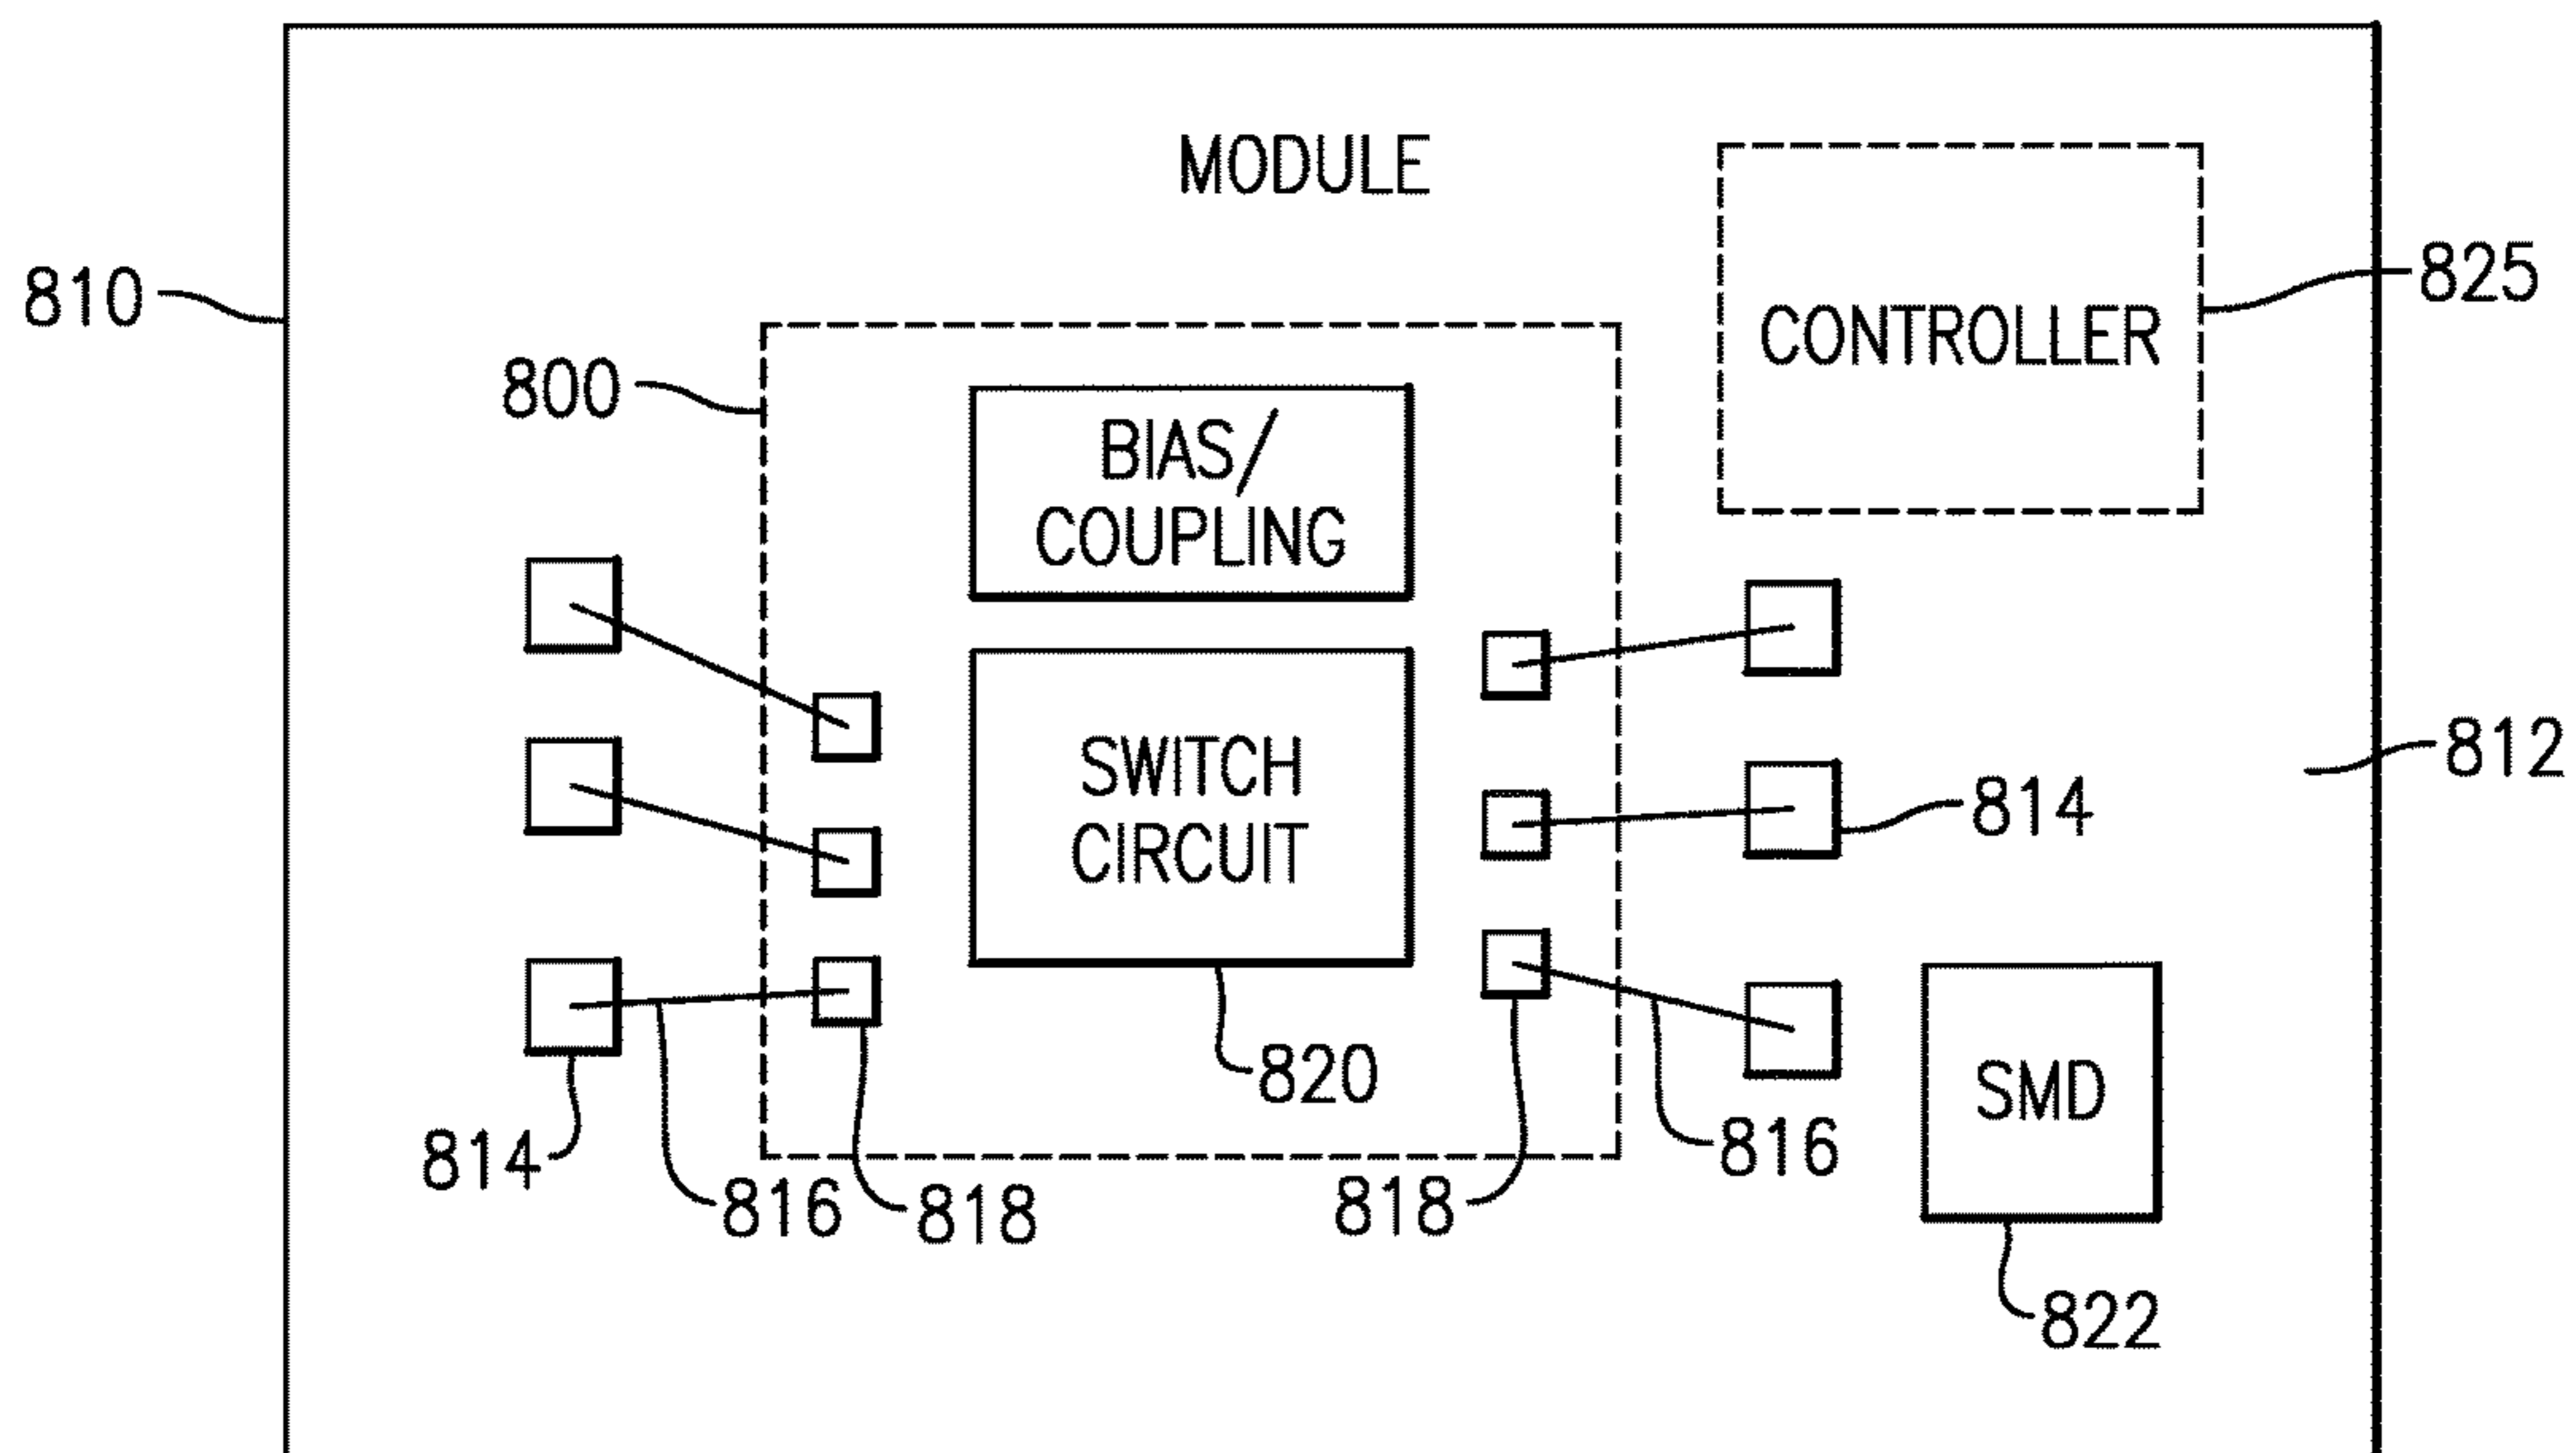 MODULE
810
825
CONTROLLER
800
BIAS/
COUPLING
812
SWITCH
CIRCUIT
814
820
SMD
814
816
818
818
816
822